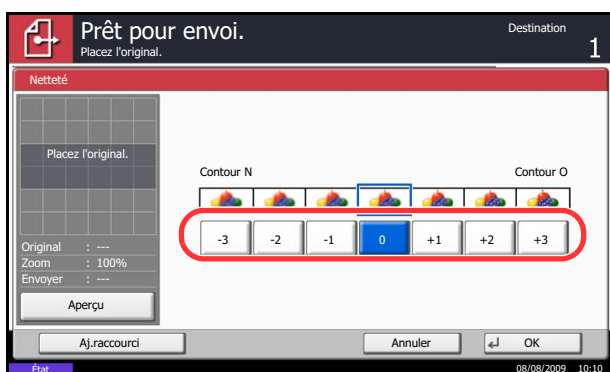 Prêt pour envoi.
Placez l'original.
Destination
1
Netteté
Placez l'original.
Contour N
Contour O
-3 -2 -1 0 +1 +2 +3
Original : ---
Zoom : 100%
Envoyer : ---
Aperçu
Aj.raccourci
Annuler
OK
État
08/08/2009 10:10